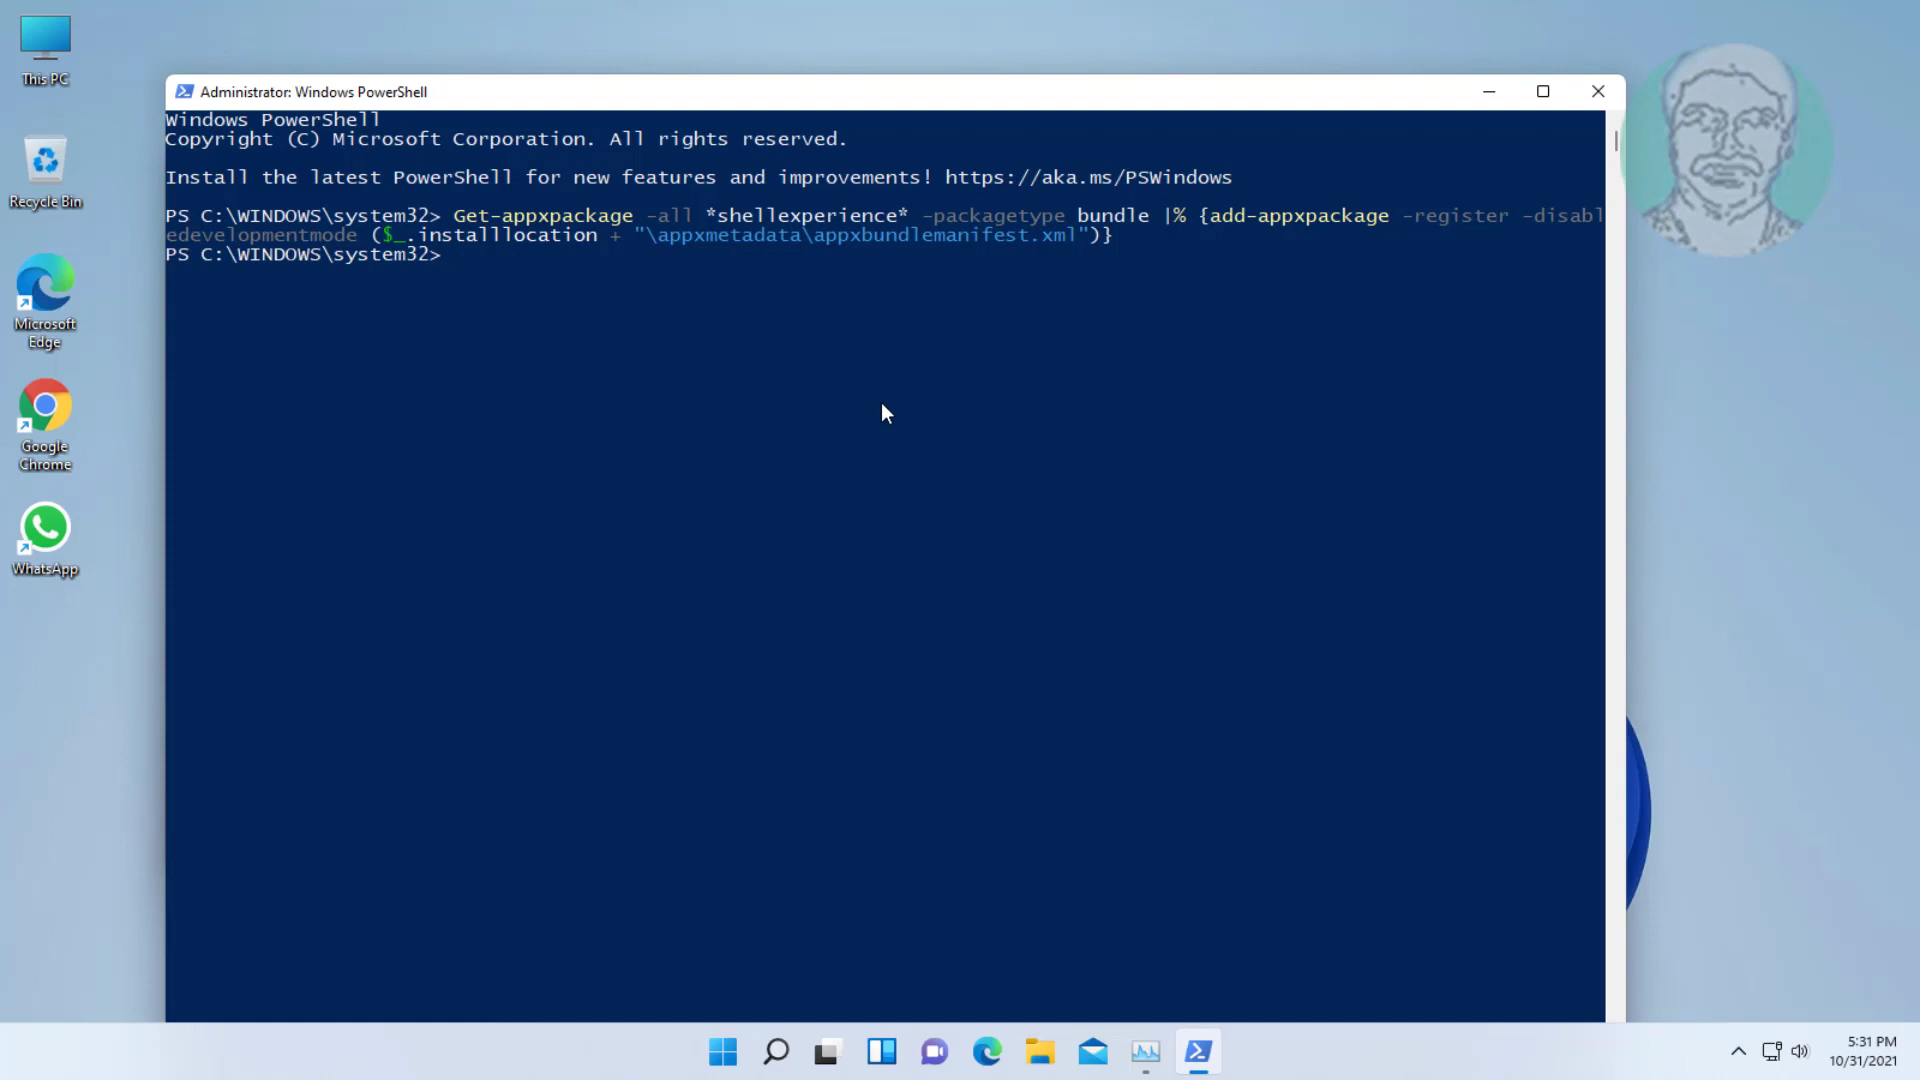 This PC
Recycle Bin
Microsoft
Edge
Google
Chrome
WhatsApp
Administrator: Windows PowerShell
Windows PowerShell
Copyright (C) Microsoft Corporation. All rights reserved.
Install the latest PowerShell for new features and improvements! https://aka.ms/PSWindows
PS C:\WINDOWS\system32> Get-appxpackage -all *shellexperience* -packagetype bundle |% {add-appxpackage -register -disabl
edevelopmentmode ($_.installlocation + "\appxmetadata\appxbundlemanifest.xml")}
PS C:\WINDOWS\system32>
5:31 PM
10/31/2021